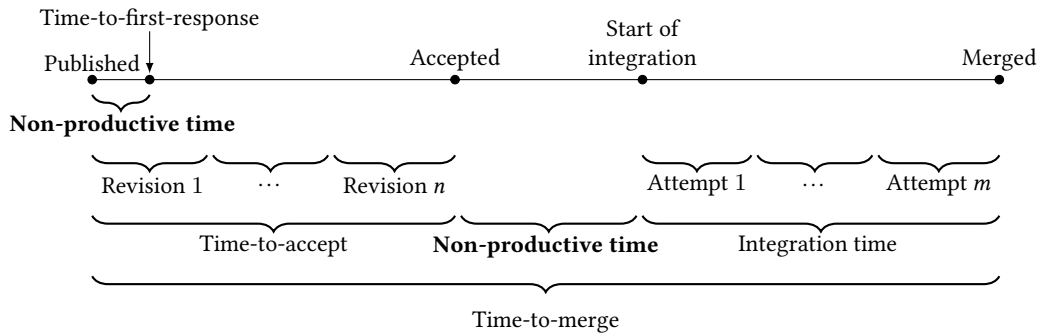 Time-to-first-response
Published
Accepted
Start of
integration
Merged
Non-productive time
Revision 1
...
Revision n
Attempt 1
...
Attempt m
Time-to-accept
Non-productive time
Integration time
Time-to-merge